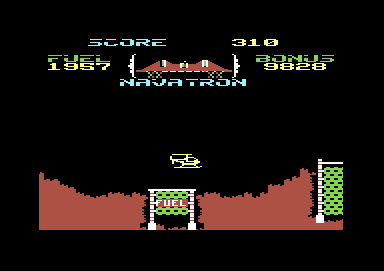 SCORE 310
FUEL BONUS
1957 9828
NAVATRON
FUEL